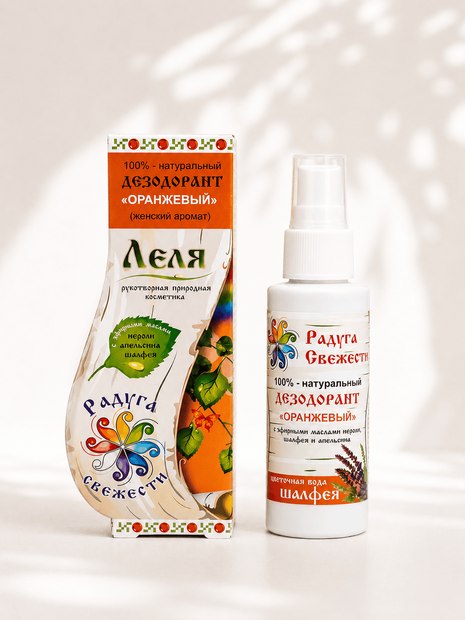 100% - натуральный
ДЕЗОДОРАНТ
«ОРАНЖЕВЫЙ»
(женский аромат)
Леля
рукотворная природная
косметика
с эфирными маслами
нероли
апельсина
шалфея
Радуга
свежести
Радуга
Свежести
100% - натуральный
ДЕЗОДОРАНТ
«ОРАНЖЕВЫЙ»
с эфирными маслами нероли,
шалфея и апельсина
цветочная вода
шалфея